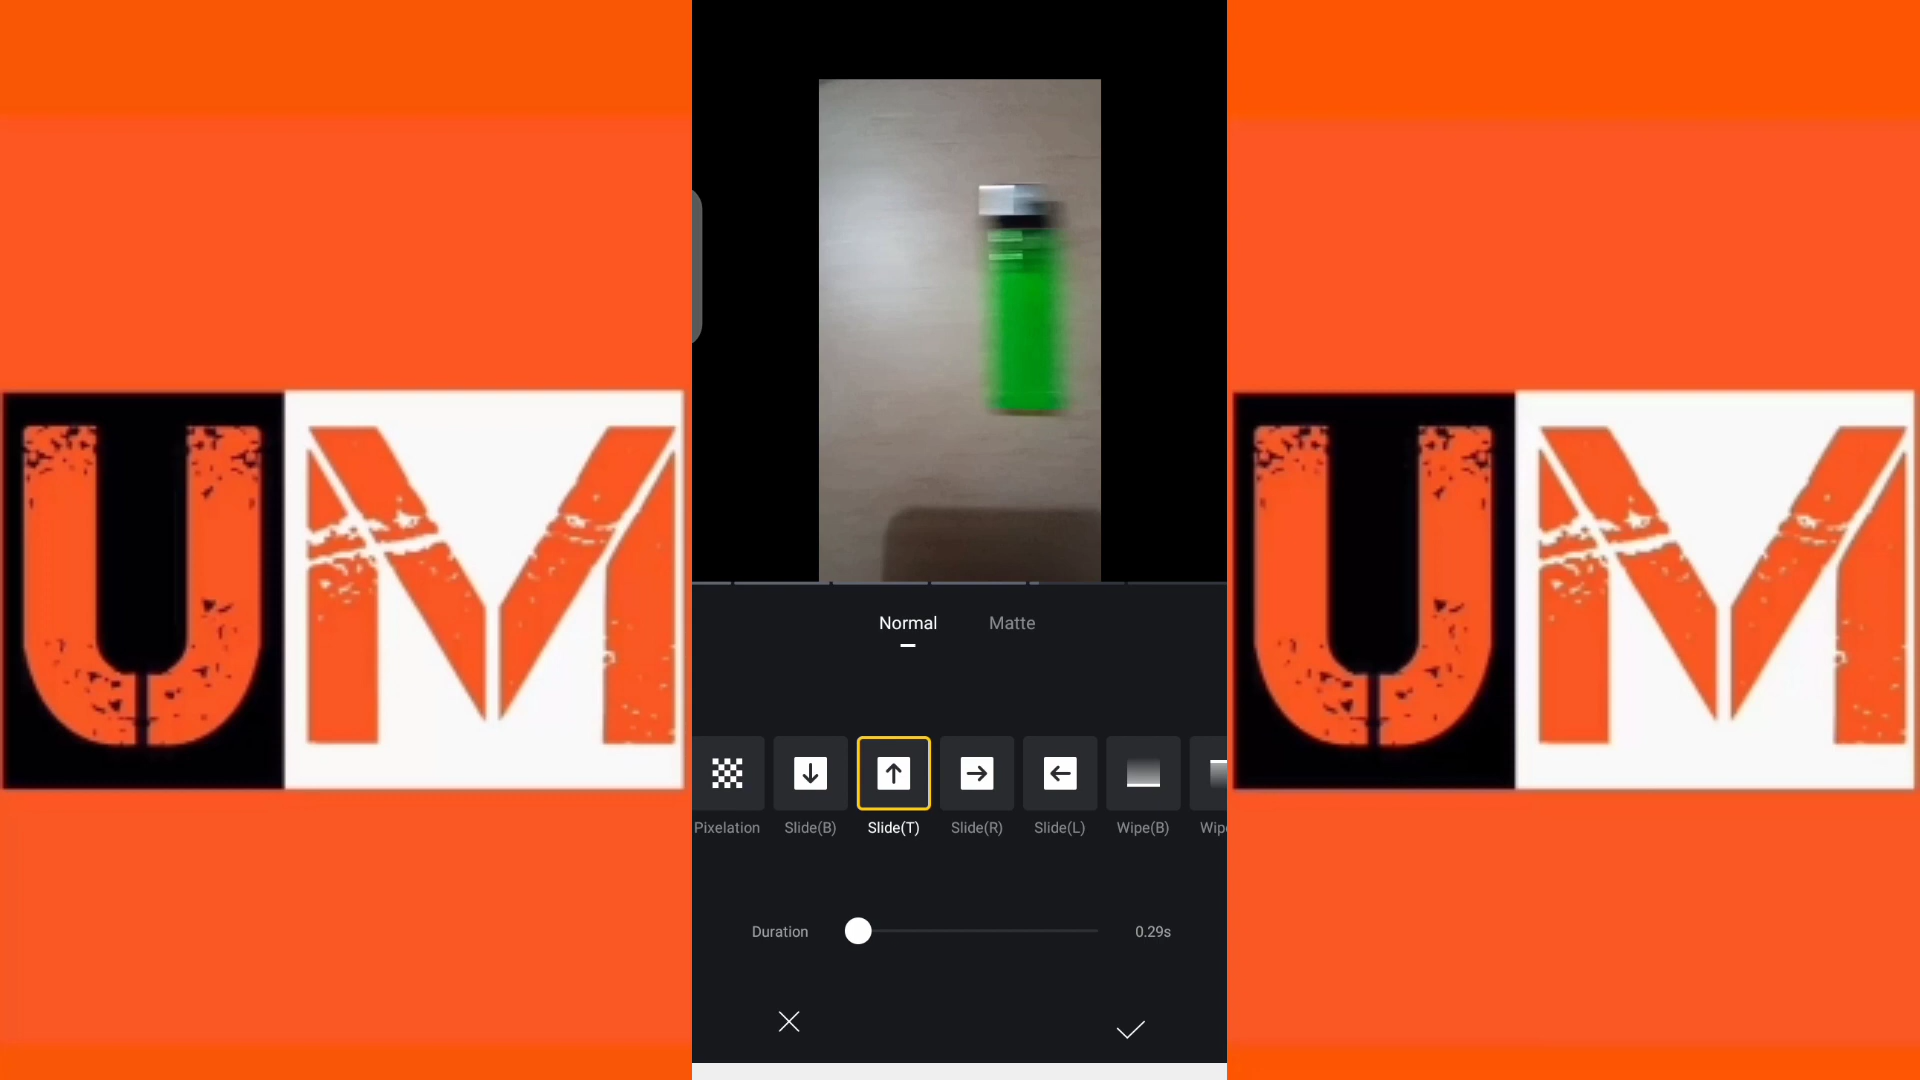 UM
UM
Normal Matte
Pixelation Slide(B) Slide(T) Slide(R) Slide(L) Wipe(B)
Duration 0.29s